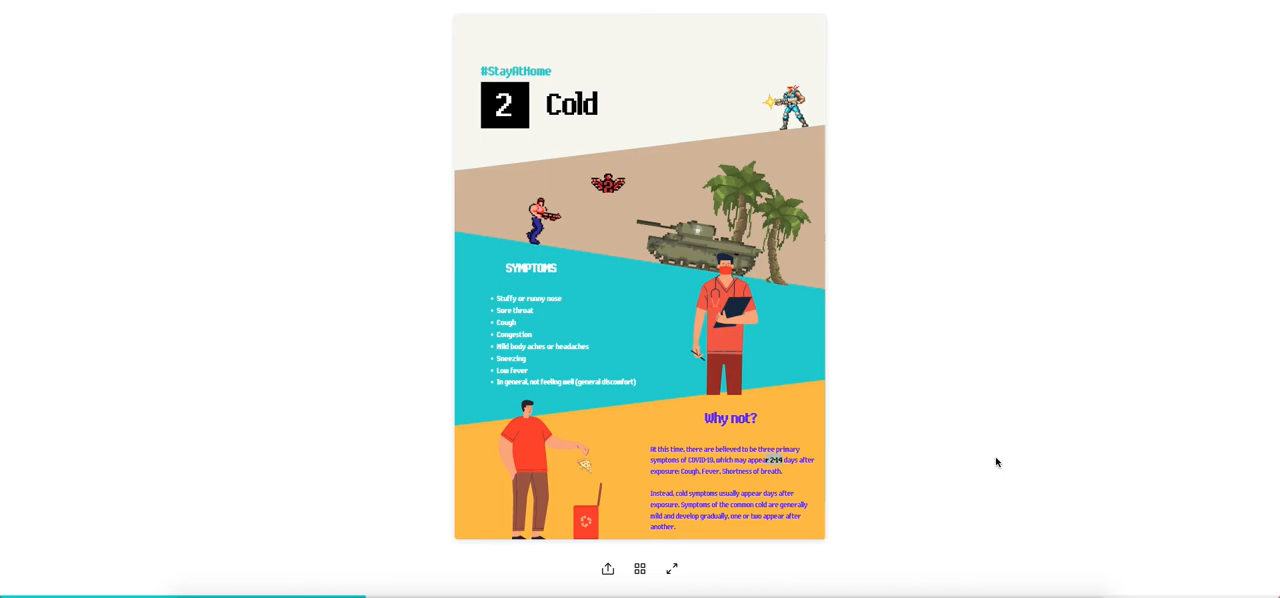 #StayAtHome
2 Cold
SYMPTOMS
• Stuffy or runny nose
• Sore throat
• Cough
• Congestion
• Mild body aches or headaches
• Sneezing
• Low fever
• In general, not feeling well (general discomfort)
Why not?
At this time, there are believed to be three primary
symptoms of COVID-19, which may appear 2-14 days after
exposure: Cough, Fever, Shortness of breath.
Instead, cold symptoms usually appear days after
exposure. Symptoms of the common cold are generally
mild and develop gradually, one or two appear after
another.